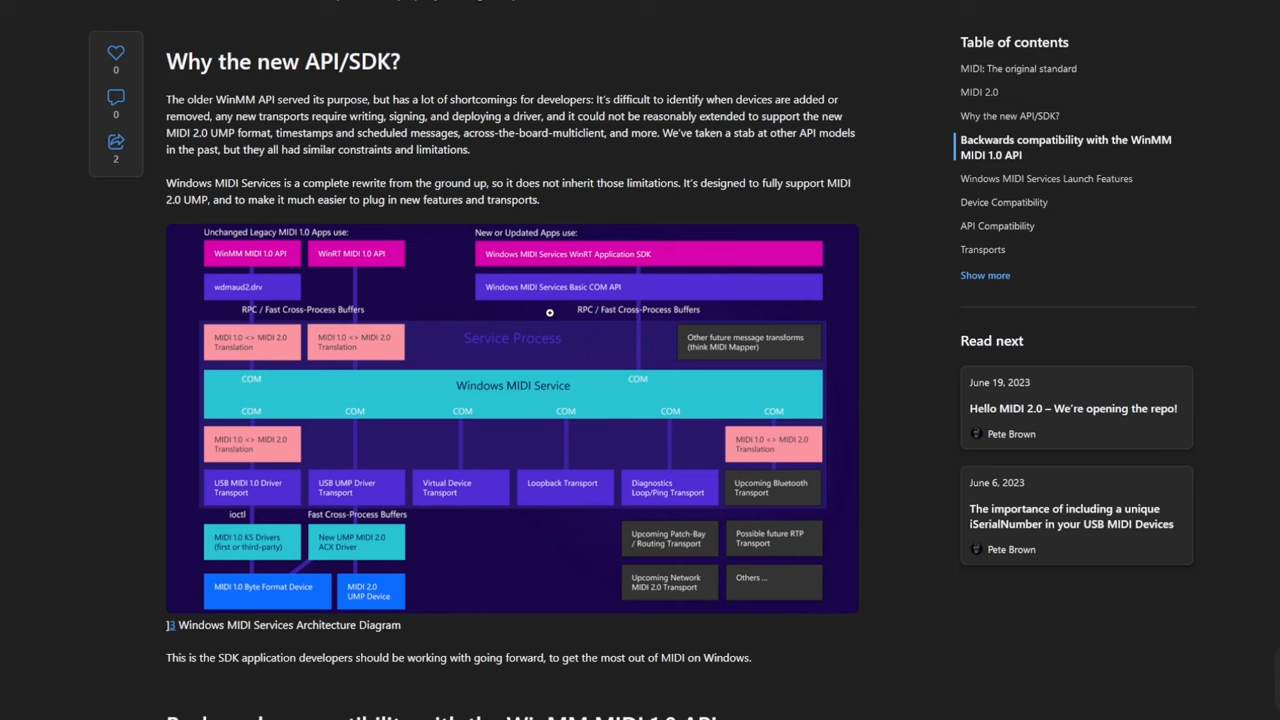 0
0
2
Why the new API/SDK?
The older WinMM API served its purpose, but has a lot of shortcomings for developers: It's difficult to identify when devices are added or
removed, any new transports require writing, signing, and deploying a driver, and it could not be reasonably extended to support the new
MIDI 2.0 UMP format, timestamps and scheduled messages, across-the-board-multiclient, and more. We've taken a stab at other API models
in the past, but they all had similar constraints and limitations.
Windows MIDI Services is a complete rewrite from the ground up, so it does not inherit those limitations. It's designed to fully support MIDI
2.0 UMP, and to make it much easier to plug in new features and transports.
Unchanged Legacy MIDI 1.0 Apps use:
New or Updated Apps use:
WinMM MIDI 1.0 API
WinRT MIDI 1.0 API
Windows MIDI Services WinRT Application SDK
wdmaud2.drv
Windows MIDI Services Basic COM API
RPC / Fast Cross-Process Buffers
RPC / Fast Cross-Process Buffers
MIDI 1.0 <> MIDI 2.0
Translation
MIDI 1.0 <> MIDI 2.0
Translation
Service Process
Other future message transforms
(think MIDI Mapper)
COM
COM
Windows MIDI Service
COM
COM
COM
COM
COM
COM
MIDI 1.0 <> MIDI 2.0
Translation
MIDI 1.0 <> MIDI 2.0
Translation
USB MIDI 1.0 Driver
Transport
USB UMP Driver
Transport
Virtual Device
Transport
Loopback Transport
Diagnostics
Loop/Ping Transport
Upcoming Bluetooth
Transport
ioctl
Fast Cross-Process Buffers
MIDI 1.0 KS Drivers
(first or third-party)
New UMP MIDI 2.0
ACX Driver
Upcoming Patch-Bay
/ Routing Transport
Possible future RTP
Transport
MIDI 1.0 Byte Format Device
MIDI 2.0
UMP Device
Upcoming Network
MIDI 2.0 Transport
Others ...
]3 Windows MIDI Services Architecture Diagram
This is the SDK application developers should be working with going forward, to get the most out of MIDI on Windows.
Backwards compatibility with the WinMM MIDI 1.0 API
Table of contents
MIDI: The original standard
MIDI 2.0
Why the new API/SDK?
Backwards compatibility with the WinMM
MIDI 1.0 API
Windows MIDI Services Launch Features
Device Compatibility
API Compatibility
Transports
Show more
Read next
June 19, 2023
Hello MIDI 2.0 – We're opening the repo!
Pete Brown
June 6, 2023
The importance of including a unique
iSerialNumber in your USB MIDI Devices
Pete Brown